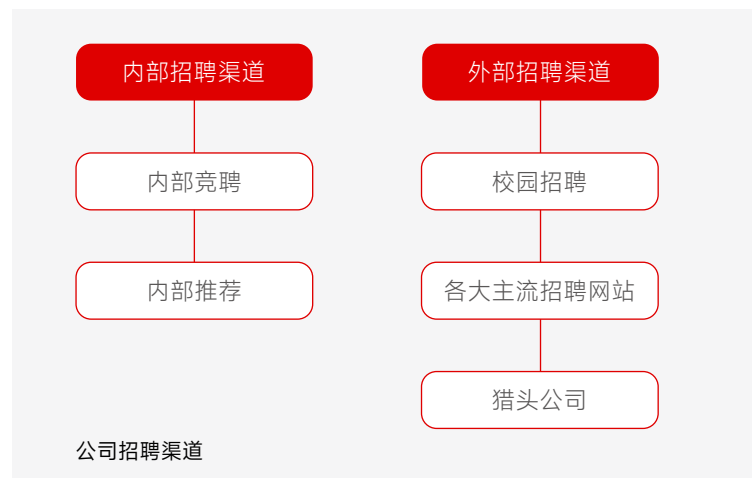 内部招聘渠道
内部竞聘
内部推荐
外部招聘渠道
校园招聘
各大主流招聘网站
猎头公司
公司招聘渠道